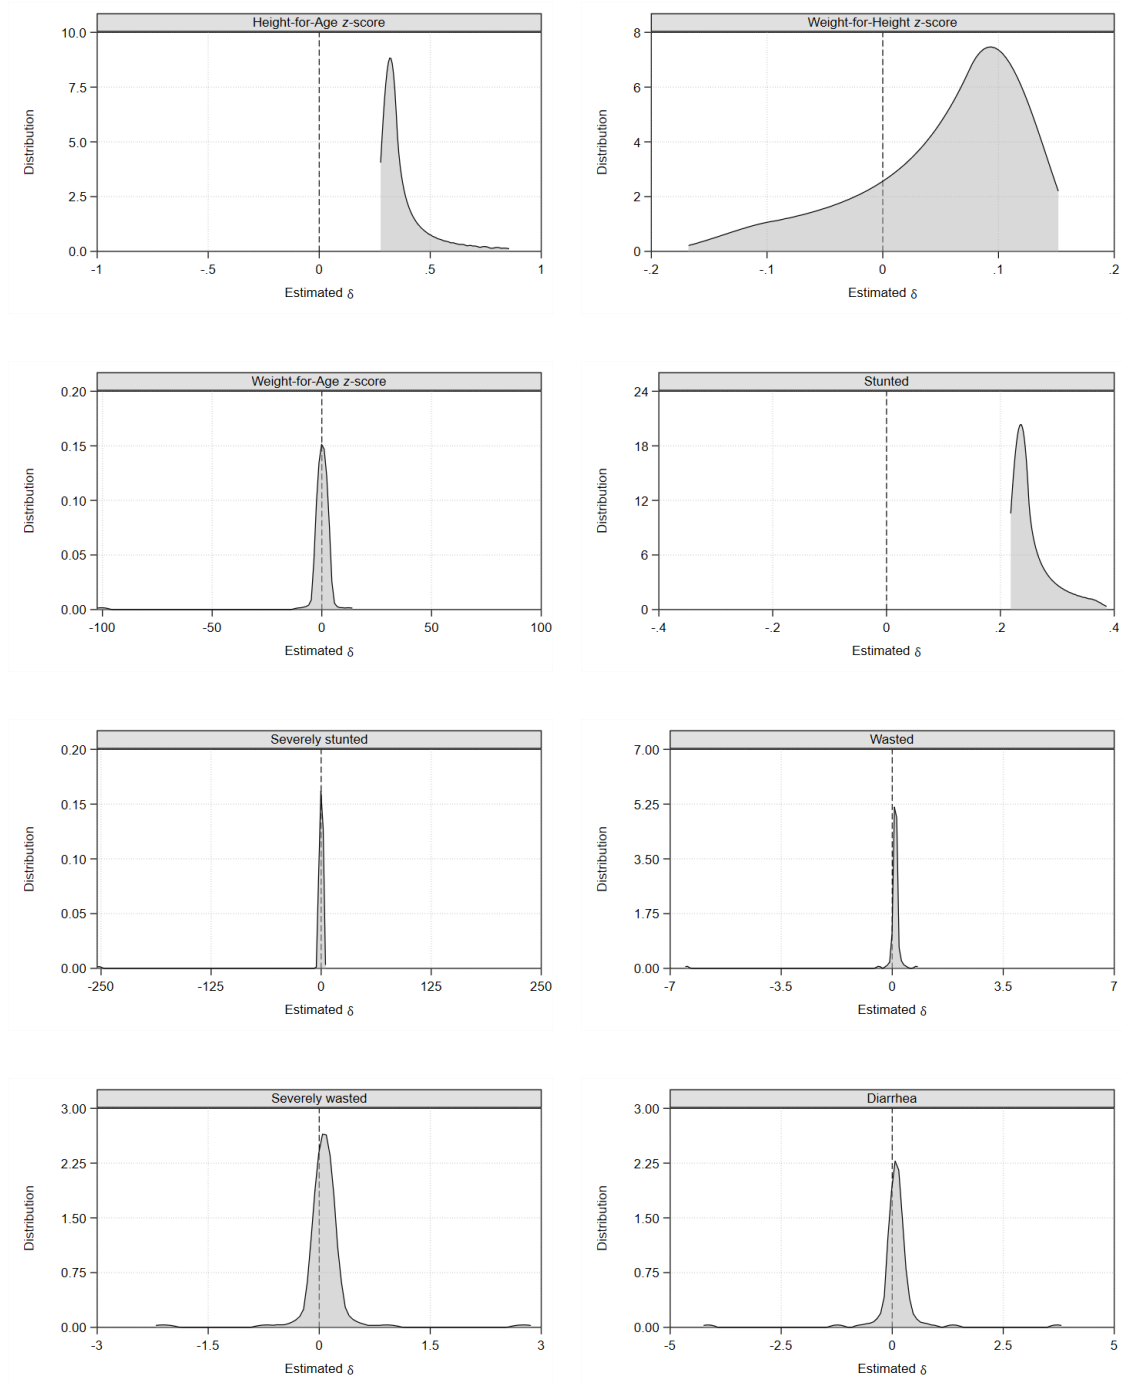 Height-for-Age z-score
10.0
7.5
5.0
2.5
0.0
Distribution
-1 -.5 0 .5 1
Estimated δ
Weight-for-Height z-score
8
6
4
2
0
Distribution
-.2 -.1 0 .1 .2
Estimated δ
Weight-for-Age z-score
0.20
0.15
0.10
0.05
0.00
Distribution
-100 -50 0 50 100
Estimated δ
Stunted
24
18
12
6
0
Distribution
-.4 -.2 0 .2 .4
Estimated δ
Severely stunted
0.20
0.15
0.10
0.05
0.00
Distribution
-250 -125 0 125 250
Estimated δ
Wasted
7.00
5.25
3.50
1.75
0.00
Distribution
-7 -3.5 0 3.5 7
Estimated δ
Severely wasted
3.00
2.25
1.50
0.75
0.00
Distribution
-3 -1.5 0 1.5 3
Estimated δ
Diarrhea
3.00
2.25
1.50
0.75
0.00
Distribution
-5 -2.5 0 2.5 5
Estimated δ